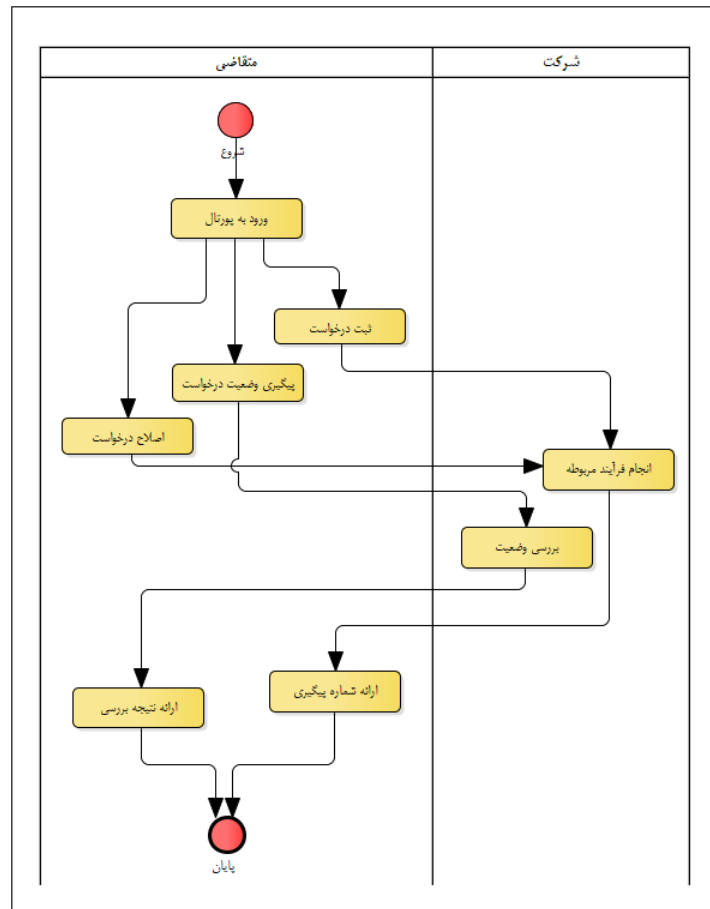 شرکت
متقاضی
شروع
ورود به پورتال
ثبت درخواست
پیگیری وضعیت درخواست
اصلاح درخواست
انجام فرآیند مربوطه
بررسی وضعیت
ارائه شماره پیگیری
ارائه نتیجه بررسی
پایان